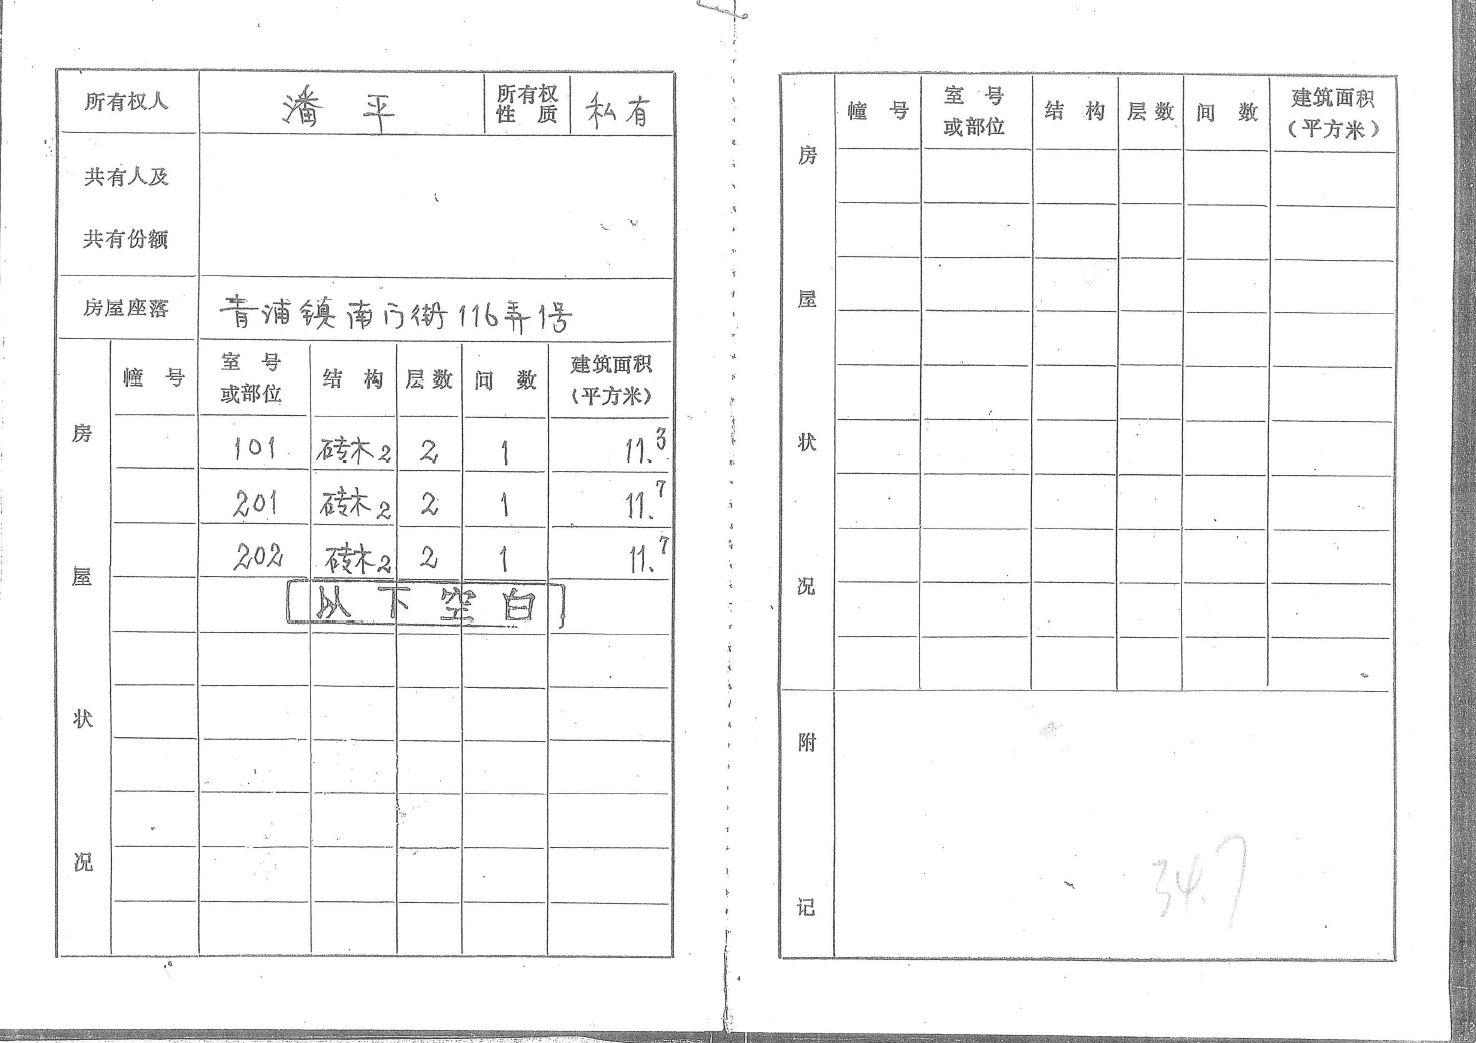 所有权人 潘平 所有权性质 私有
共有人及
共有份额
房屋座落 青浦镇南门街116弄1号
房屋状况
幢号 室号或部位 结构 层数 间数 建筑面积(平方米)
101 砖木2 2 1 11.3
201 砖木2 2 1 11.7
202 砖木2 2 1 11.7
以下空白
房屋状况
幢号 室号或部位 结构 层数 间数 建筑面积(平方米)
附记
34.7